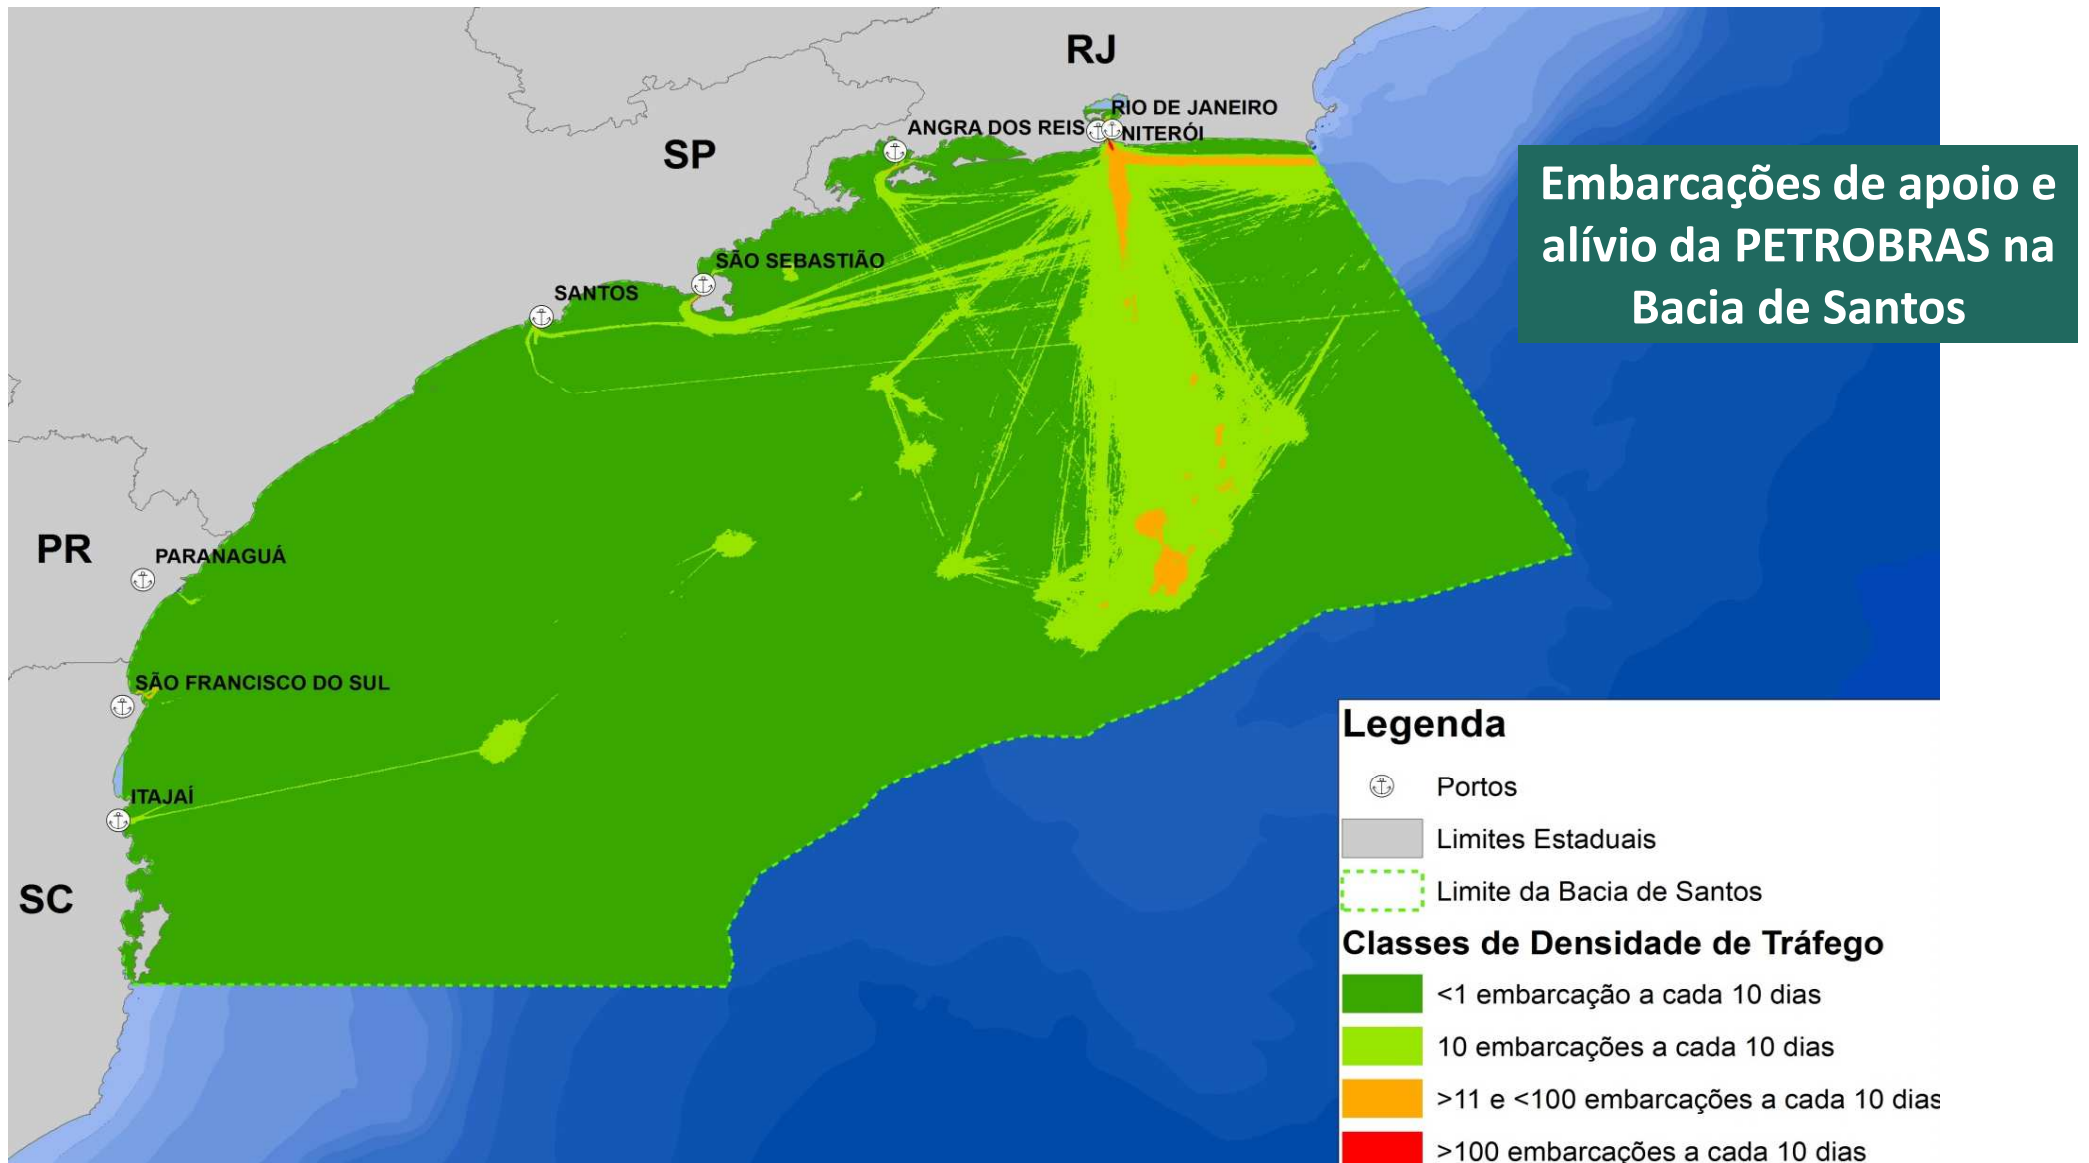 RJ
RIO DE JANEIRO
ANGRA DOS REIS
NITERÓI
SP
Embarcações de apoio e
alívio da PETROBRAS na
Bacia de Santos
SÃO SEBASTIÃO
SANTOS
PR
PARANAGUÁ
SÃO FRANCISCO DO SUL
ITAJAÍ
SC
Legenda
Portos
Limites Estaduais
Limite da Bacia de Santos
Classes de Densidade de Tráfego
<1 embarcação a cada 10 dias
10 embarcações a cada 10 dias
>11 e <100 embarcações a cada 10 dias
>100 embarcações a cada 10 dias